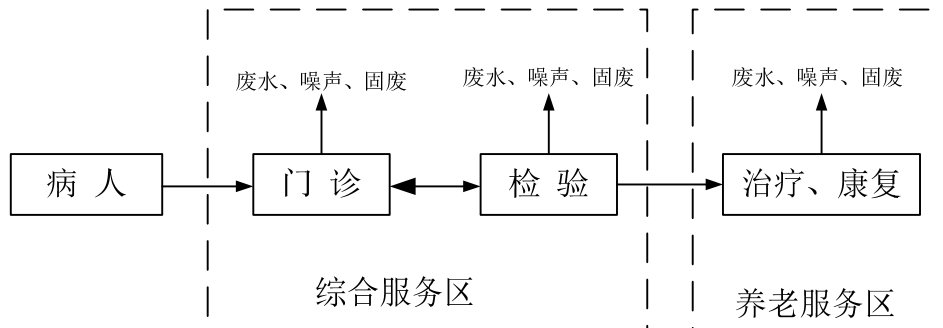 废水、噪声、固废
废水、噪声、固废
废水、噪声、固废
病人
门诊
检验
治疗、康复
综合服务区
养老服务区